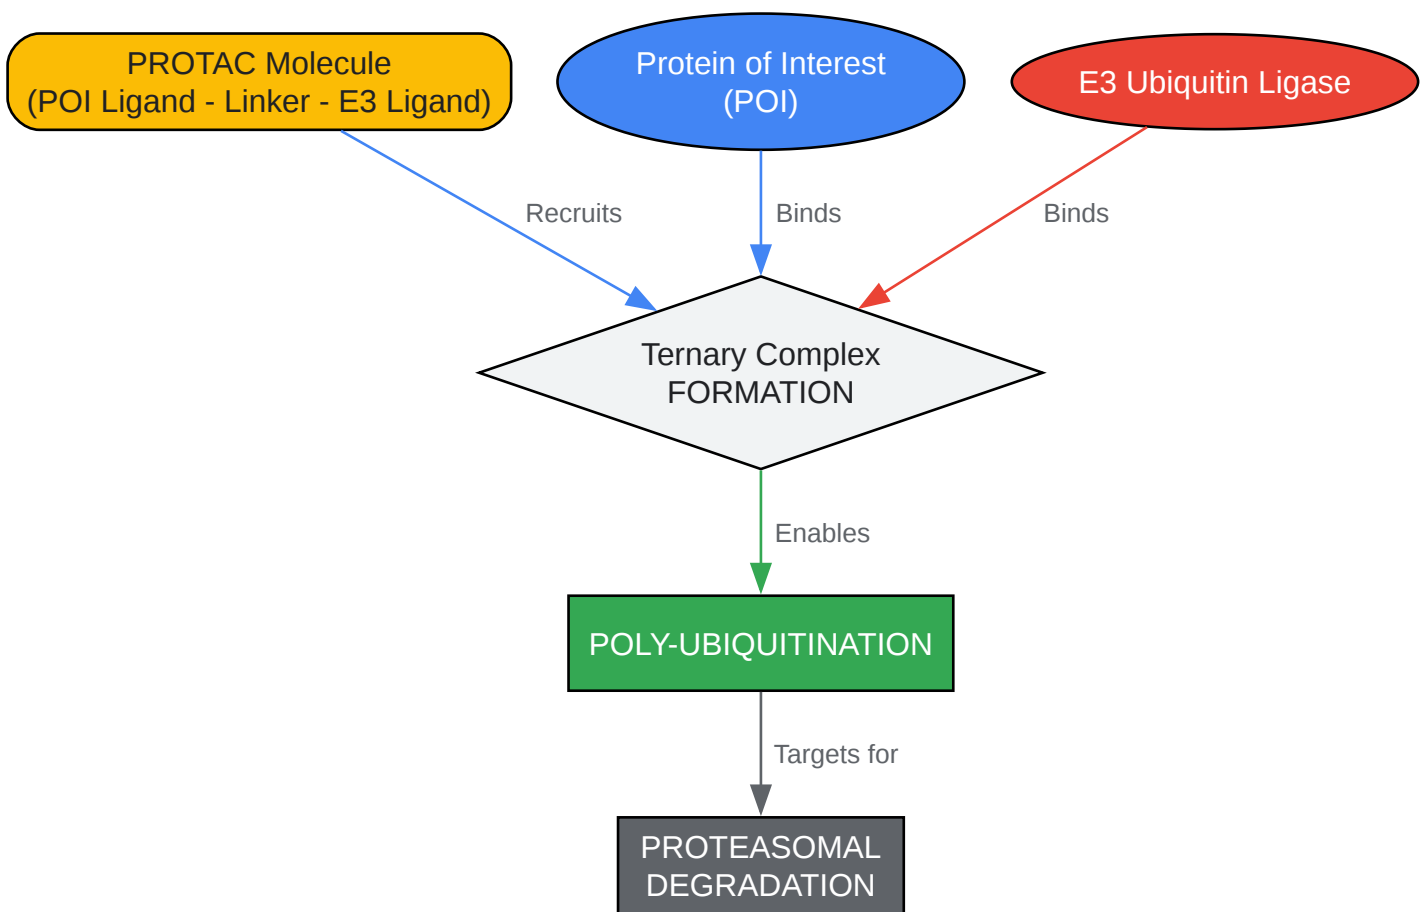 PROTAC Molecule
(POI Ligand - Linker - E3 Ligand)
Protein of Interest
(POI)
E3 Ubiquitin Ligase
Recruits
Binds
Binds
Ternary Complex
FORMATION
Enables
POLY-UBIQUITINATION
Targets for
PROTEASOMAL
DEGRADATION